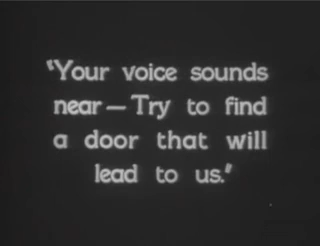 "Your voice sounds
near — Try to find
a door that will
lead to us."